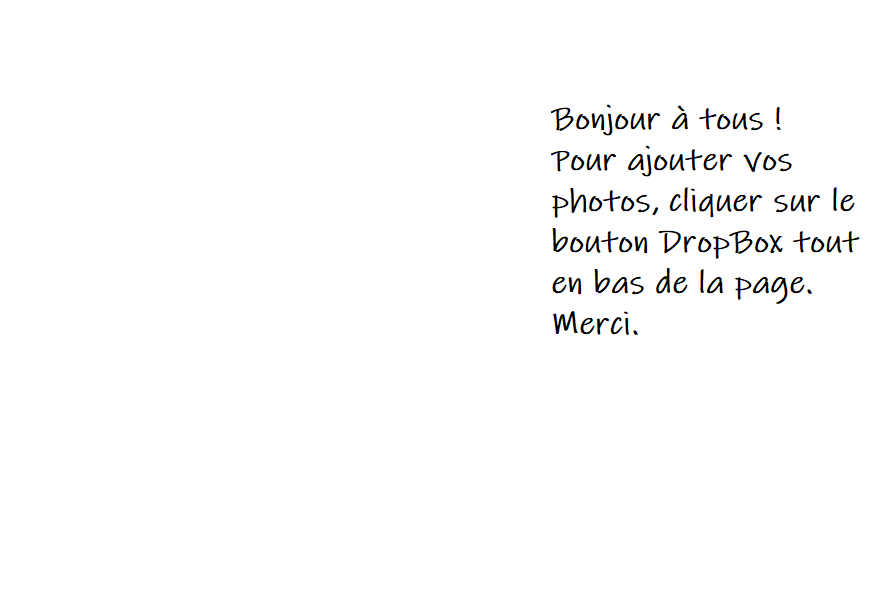 Bonjour à tous !
Pour ajouter vos
photos, cliquer sur le
bouton DropBox tout
en bas de la page.
Merci.